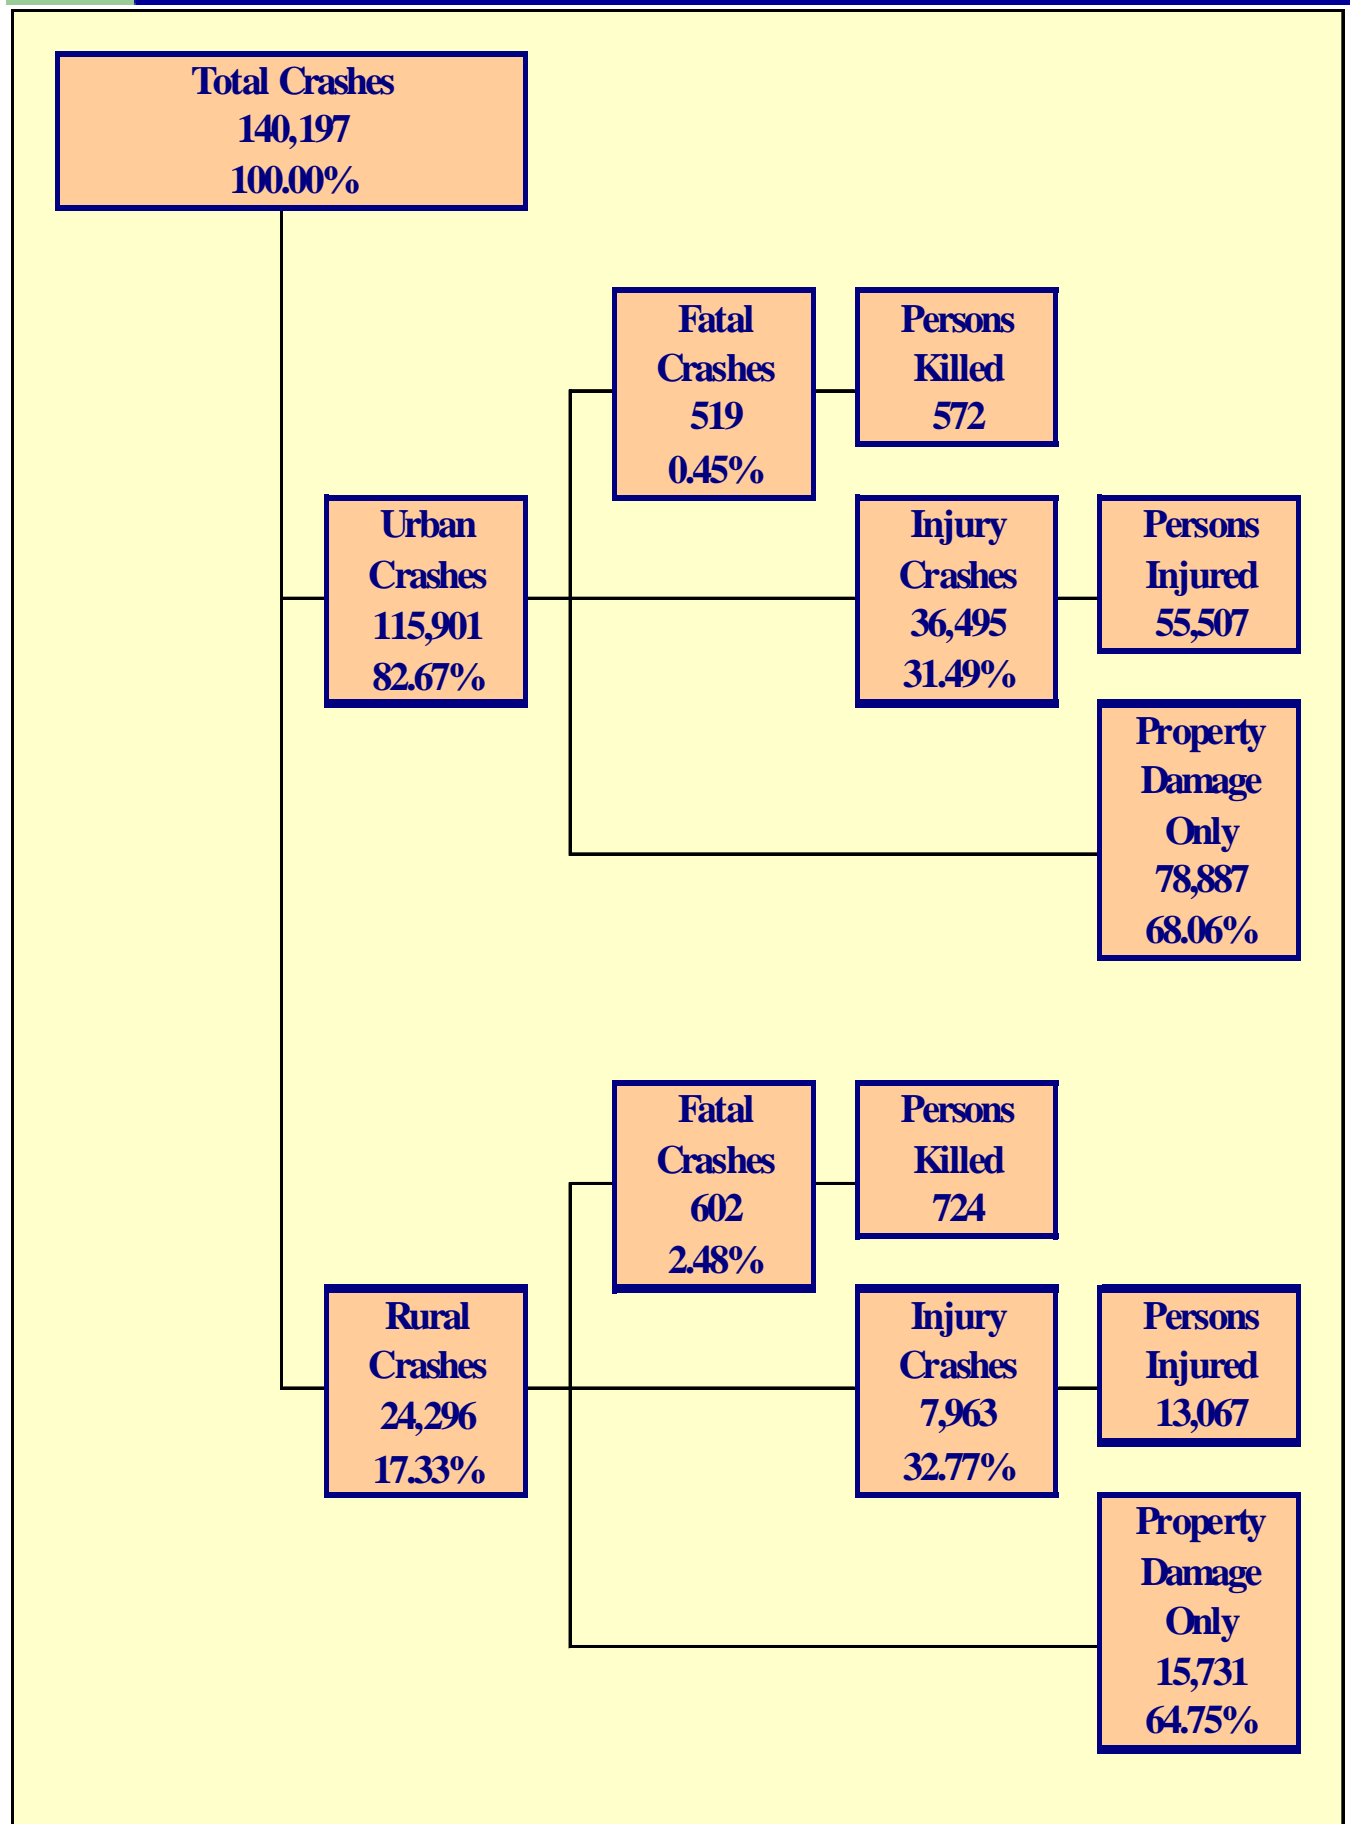 Total Crashes
140,197
100.00%
Fatal
Crashes
519
0.45%
Persons
Killed
572
Urban
Crashes
115,901
82.67%
Injury
Crashes
36,495
31.49%
Persons
Injured
55,507
Property
Damage
Only
78,887
68.06%
Fatal
Crashes
602
2.48%
Persons
Killed
724
Rural
Crashes
24,296
17.33%
Injury
Crashes
7,963
32.77%
Persons
Injured
13,067
Property
Damage
Only
15,731
64.75%